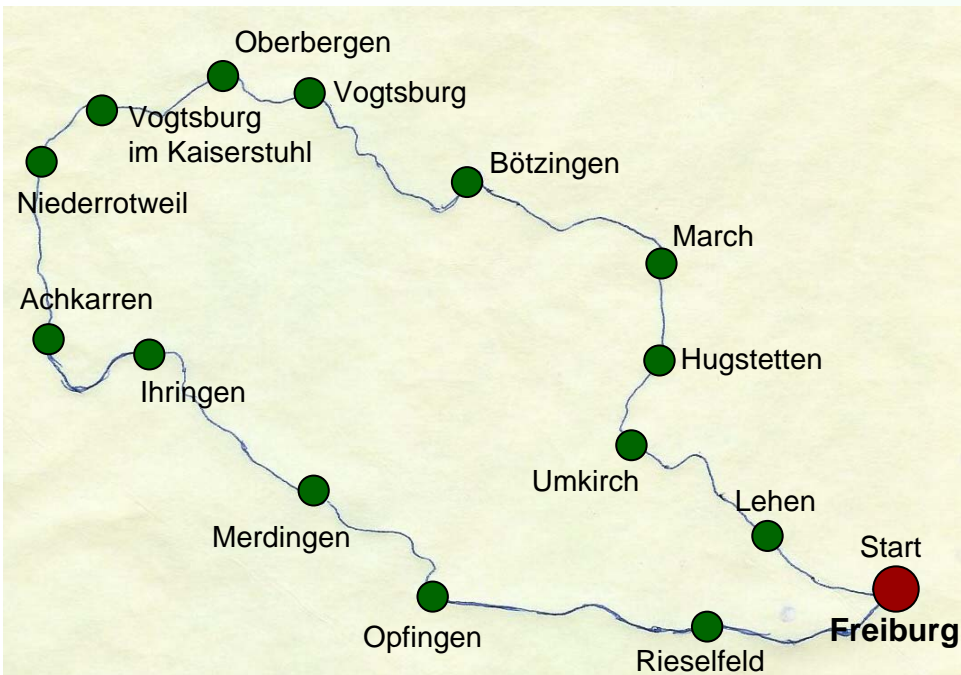 Oberbergen
Vogtsburg
Vogtsburg
im Kaiserstuhl
Bötzingen
Niederrotweil
March
Achkarren
Hugstetten
Ihringen
Umkirch
Lehen
Merdingen
Start
Freiburg
Opfingen
Rieselfeld